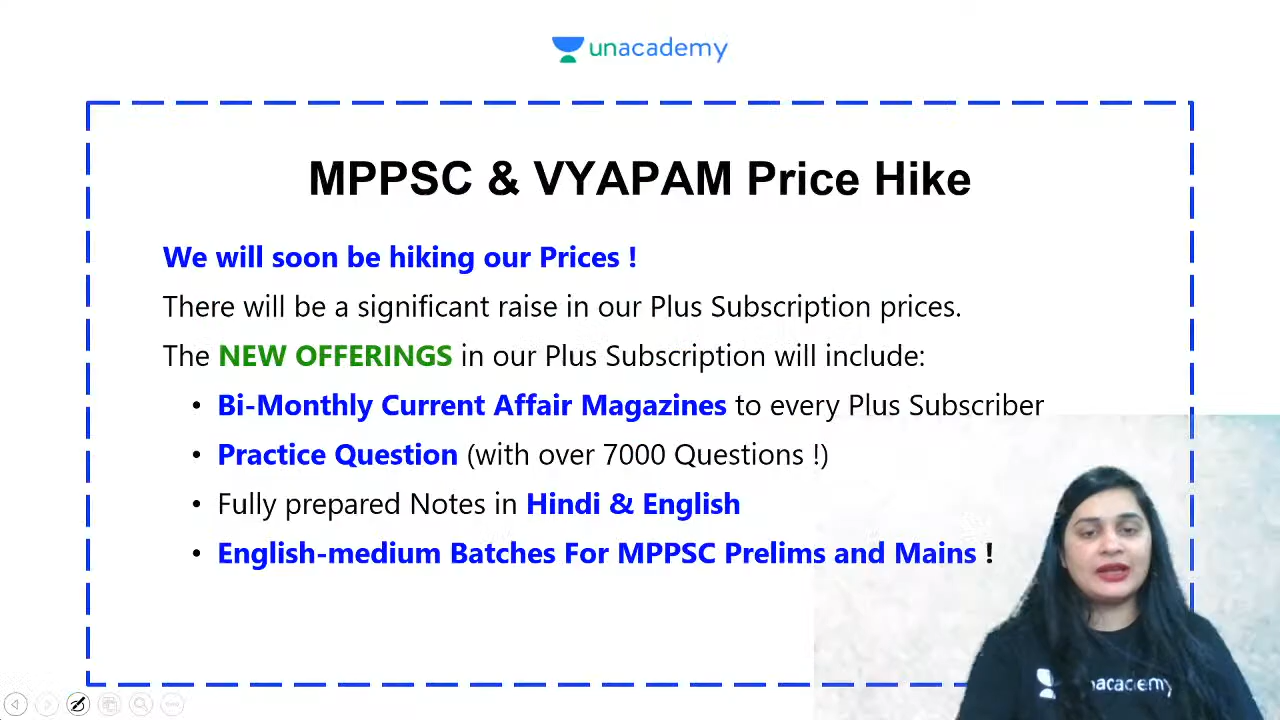 unacademy
MPPSC & VYAPAM Price Hike
We will soon be hiking our Prices !
There will be a significant raise in our Plus Subscription prices.
The NEW OFFERINGS in our Plus Subscription will include:
• Bi-Monthly Current Affair Magazines to every Plus Subscriber
• Practice Question (with over 7000 Questions !)
• Fully prepared Notes in Hindi & English
• English-medium Batches For MPPSC Prelims and Mains !
unacademy